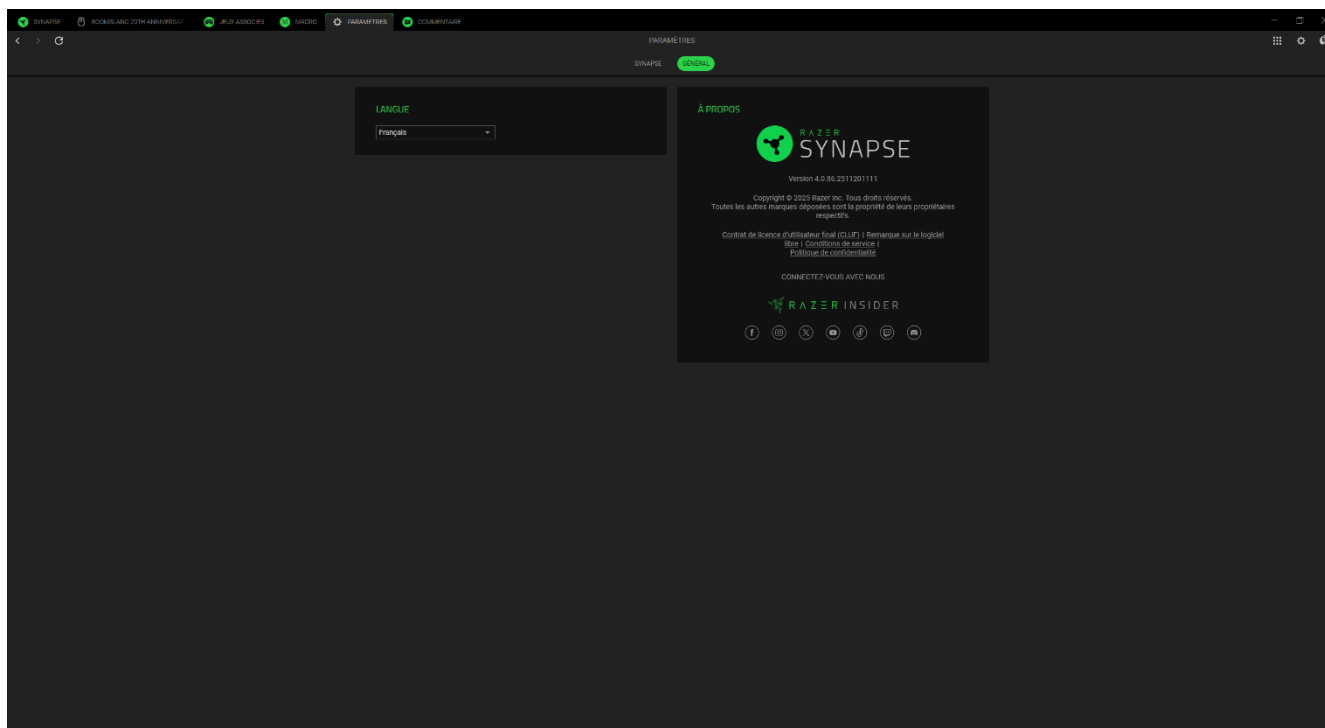 SYNAPSE
BOOMSLANG 20TH ANNIVERSARY
JEUX ASSOCIÉS
MACRO
PARAMÈTRES
COMMENTAIRE
PARAMÈTRES
SYNAPSE
GÉNÉRAL
LANGUE
Français
À PROPOS
RAZER
SYNAPSE
Version 4.0.86.2511201111
Copyright © 2025 Razer Inc. Tous droits réservés.
Toutes les autres marques déposées sont la propriété de leurs propriétaires
respectifs.
Contrat de licence d'utilisateur final (CLUF) | Remarque sur le logiciel
libre | Conditions de service |
Politique de confidentialité
CONNECTEZ-VOUS AVEC NOUS
RAZER INSIDER